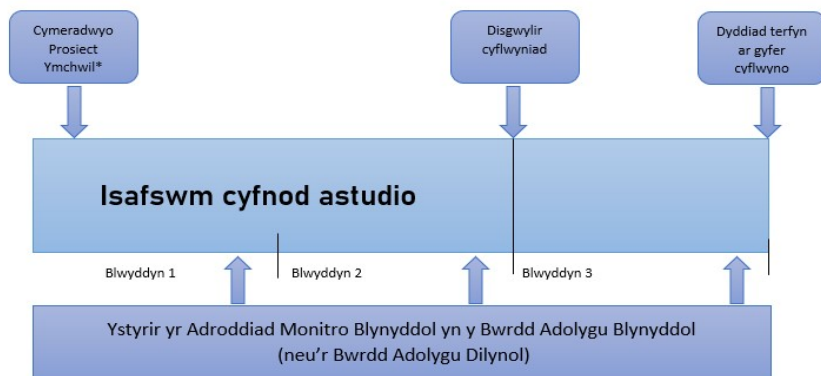 Cymeradwyo
Prosiect
Ymchwil*
Disgwylir
cyflwyniad
Dyddiad terfyn
ar gyfer
cyflwyno
Isafswm cyfnod astudio
Blwyddyn 1
Blwyddyn 2
Blwyddyn 3
Ystyrir yr Adroddiad Monitro Blynyddol yn y Bwrdd Adolygu Blynyddol
(neu’r Bwrdd Adolygu Dilynol)